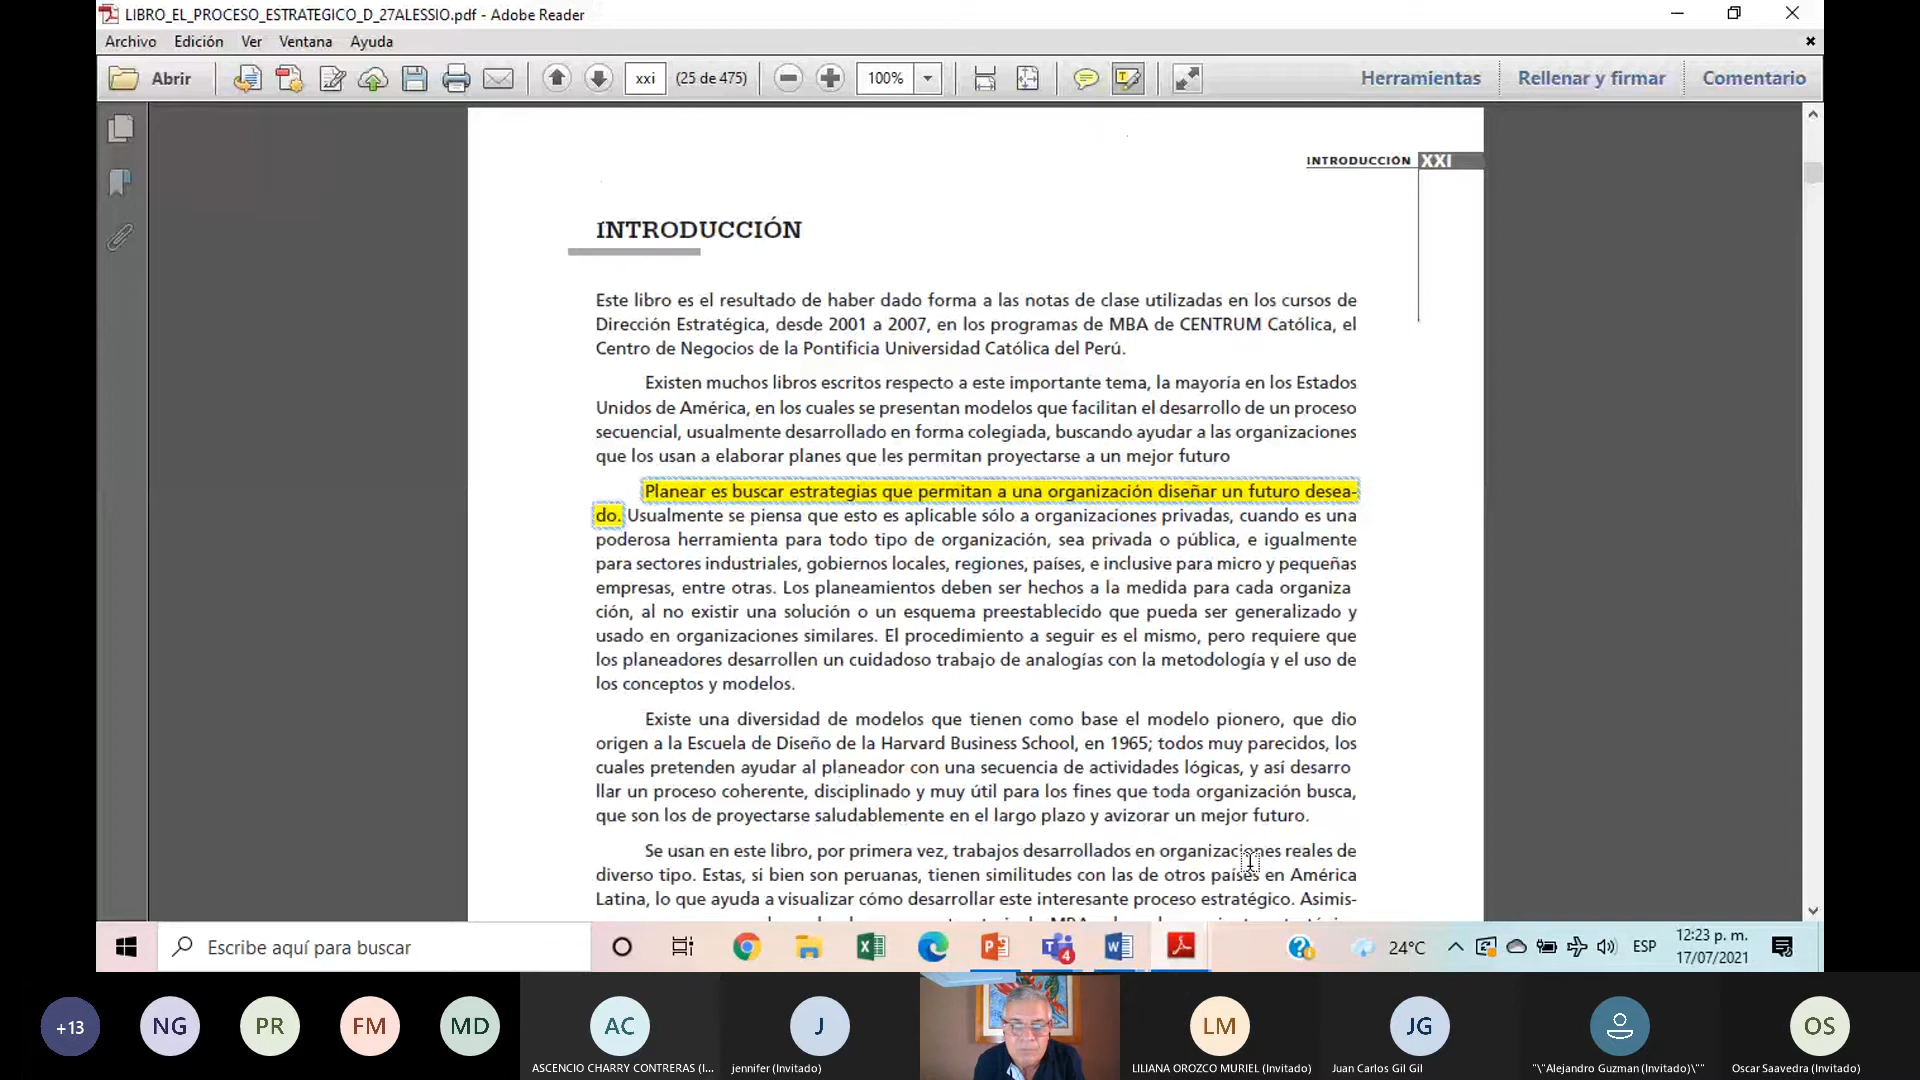 LIBRO_EL_PROCESO_ESTRATEGICO_D_27ALESSIO.pdf - Adobe Reader
Archivo Edición Ver Ventana Ayuda
Abrir xxi (25 de 475) 100% Herramientas Rellenar y firmar Comentario
INTRODUCCIÓN XXI
INTRODUCCIÓN
Este libro es el resultado de haber dado forma a las notas de clase utilizadas en los cursos de
Dirección Estratégica, desde 2001 a 2007, en los programas de MBA de CENTRUM Católica, el
Centro de Negocios de la Pontificia Universidad Católica del Perú.
Existen muchos libros escritos respecto a este importante tema, la mayoría en los Estados
Unidos de América, en los cuales se presentan modelos que facilitan el desarrollo de un proceso
secuencial, usualmente desarrollado en forma colegiada, buscando ayudar a las organizaciones
que los usan a elaborar planes que les permitan proyectarse a un mejor futuro
Planear es buscar estrategias que permitan a una organización diseñar un futuro desea-
do. Usualmente se piensa que esto es aplicable sólo a organizaciones privadas, cuando es una
poderosa herramienta para todo tipo de organización, sea privada o pública, e igualmente
para sectores industriales, gobiernos locales, regiones, países, e inclusive para micro y pequeñas
empresas, entre otras. Los planeamientos deben ser hechos a la medida para cada organiza
ción, al no existir una solución o un esquema preestablecido que pueda ser generalizado y
usado en organizaciones similares. El procedimiento a seguir es el mismo, pero requiere que
los planeadores desarrollen un cuidadoso trabajo de analogías con la metodología y el uso de
los conceptos y modelos.
Existe una diversidad de modelos que tienen como base el modelo pionero, que dio
origen a la Escuela de Diseño de la Harvard Business School, en 1965; todos muy parecidos, los
cuales pretenden ayudar al planeador con una secuencia de actividades lógicas, y así desarro
llar un proceso coherente, disciplinado y muy útil para los fines que toda organización busca,
que son los de proyectarse saludablemente en el largo plazo y avizorar un mejor futuro.
Se usan en este libro, por primera vez, trabajos desarrollados en organizaciones reales de
diverso tipo. Estas, si bien son peruanas, tienen similitudes con las de otros países en América
Latina, lo que ayuda a visualizar cómo desarrollar este interesante proceso estratégico. Asimis-
Escribe aquí para buscar 4 24°C ESP 12:23 p. m.
17/07/2021
+13 NG PR FM MD AC J LM JG OS
ASCENCIO CHARRY CONTRERAS (I... jennifer (Invitado) LILIANA OROZCO MURIEL (Invitado) Juan Carlos Gil Gil "\"Alejandro Guzman (Invitado)\"" Oscar Saavedra (Invitado)